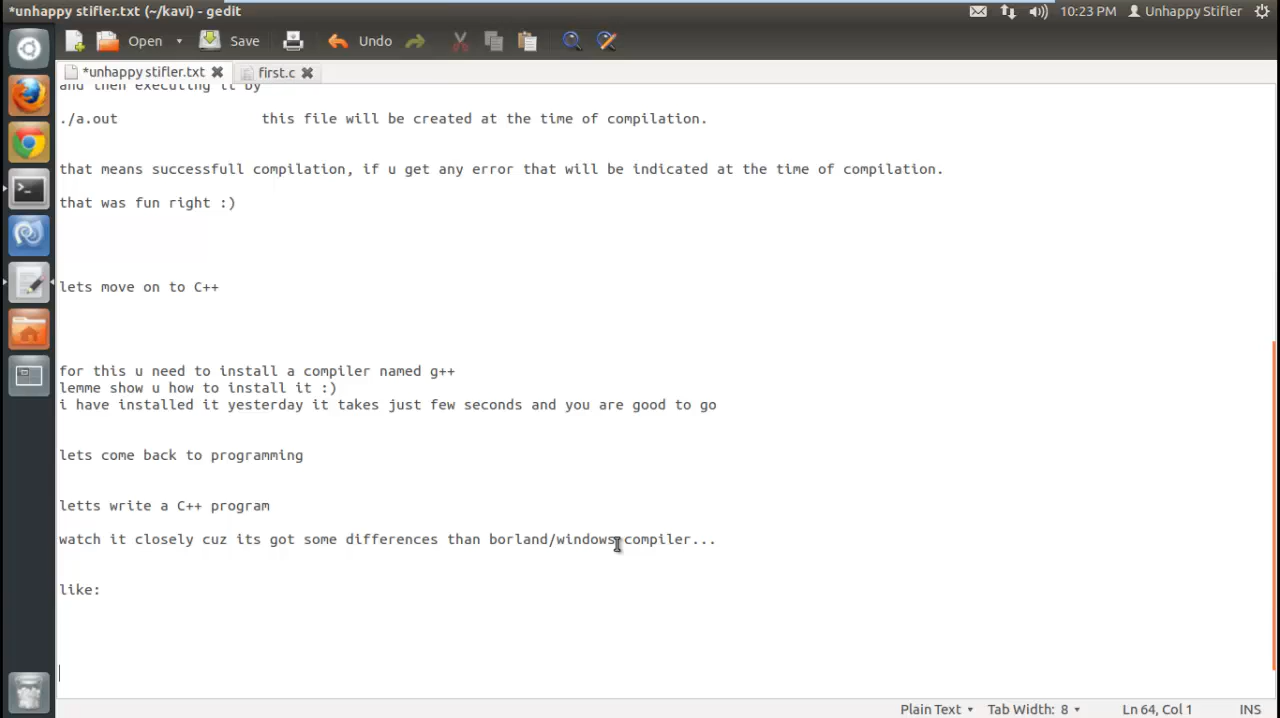 *unhappy stifler.txt (~/kavi) - gedit
10:23 PM Unhappy Stifler
Open Save Undo
*unhappy stifler.txt first.c
and then executing it by
./a.out this file will be created at the time of compilation.
that means successfull compilation, if u get any error that will be indicated at the time of compilation.
that was fun right :)
lets move on to C++
for this u need to install a compiler named g++
lemme show u how to install it :)
i have installed it yesterday it takes just few seconds and you are good to go
lets come back to programming
letts write a C++ program
watch it closely cuz its got some differences than borland/windows compiler...
like:
Plain Text Tab Width: 8 Ln 64, Col 1 INS